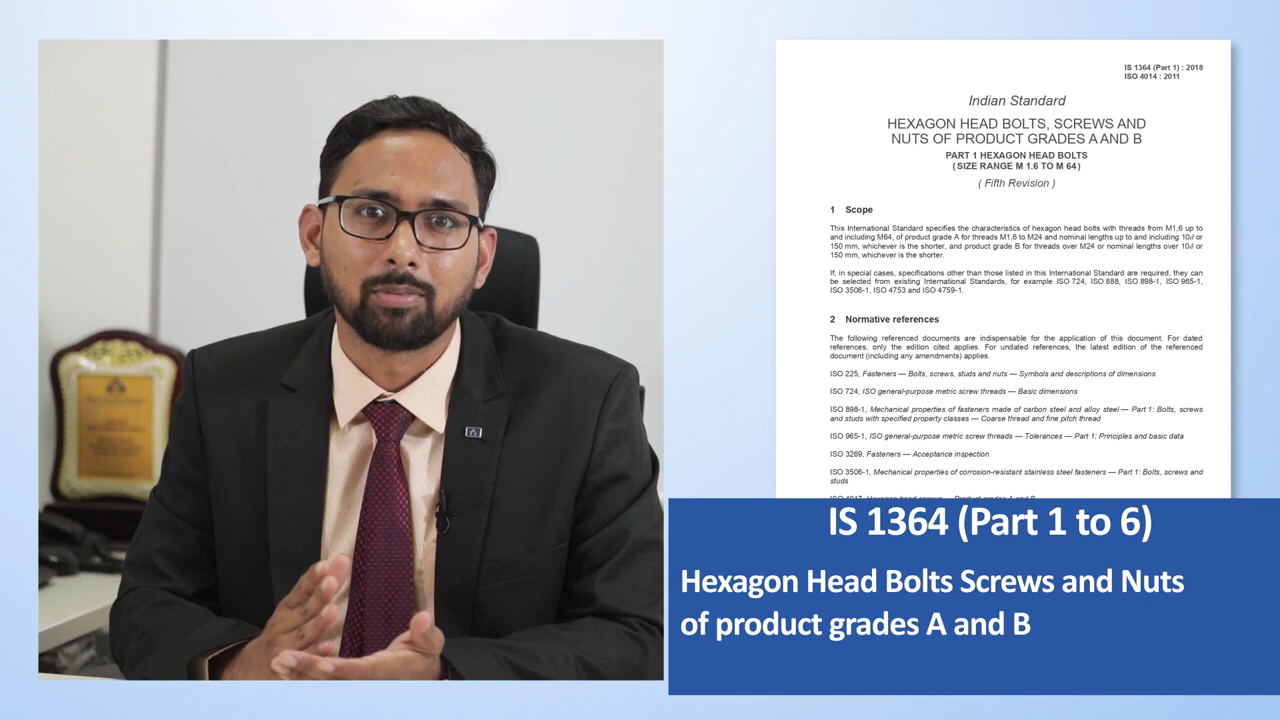 IS 1364 (Part 1) : 2018
ISO 4014 : 2011
Indian Standard
HEXAGON HEAD BOLTS, SCREWS AND
NUTS OF PRODUCT GRADES A AND B
PART 1 HEXAGON HEAD BOLTS
( SIZE RANGE M 1.6 TO M 64 )
( Fifth Revision )
1 Scope
This International Standard specifies the characteristics of hexagon head bolts with threads from M1,6 up to
and including M64, of product grade A for threads M1,6 to M24 and nominal lengths up to and including 10d or
150 mm, whichever is the shorter, and product grade B for threads over M24 or nominal lengths over 10d or
150 mm, whichever is the shorter.
If, in special cases, specifications other than those listed in this International Standard are required, they can
be selected from existing International Standards, for example ISO 724, ISO 888, ISO 898-1, ISO 965-1,
ISO 3506-1, ISO 4753 and ISO 4759-1.
2 Normative references
The following referenced documents are indispensable for the application of this document. For dated
references, only the edition cited applies. For undated references, the latest edition of the referenced
document (including any amendments) applies.
ISO 225, Fasteners — Bolts, screws, studs and nuts — Symbols and descriptions of dimensions
ISO 724, ISO general-purpose metric screw threads — Basic dimensions
ISO 898-1, Mechanical properties of fasteners made of carbon steel and alloy steel — Part 1: Bolts, screws
and studs with specified property classes — Coarse thread and fine pitch thread
ISO 965-1, ISO general-purpose metric screw threads — Tolerances — Part 1: Principles and basic data
ISO 3269, Fasteners — Acceptance inspection
ISO 3506-1, Mechanical properties of corrosion-resistant stainless steel fasteners — Part 1: Bolts, screws and
studs
ISO 4017, Hexagon head screws — Product grades A and B
IS 1364 (Part 1 to 6)
Hexagon Head Bolts Screws and Nuts
of product grades A and B